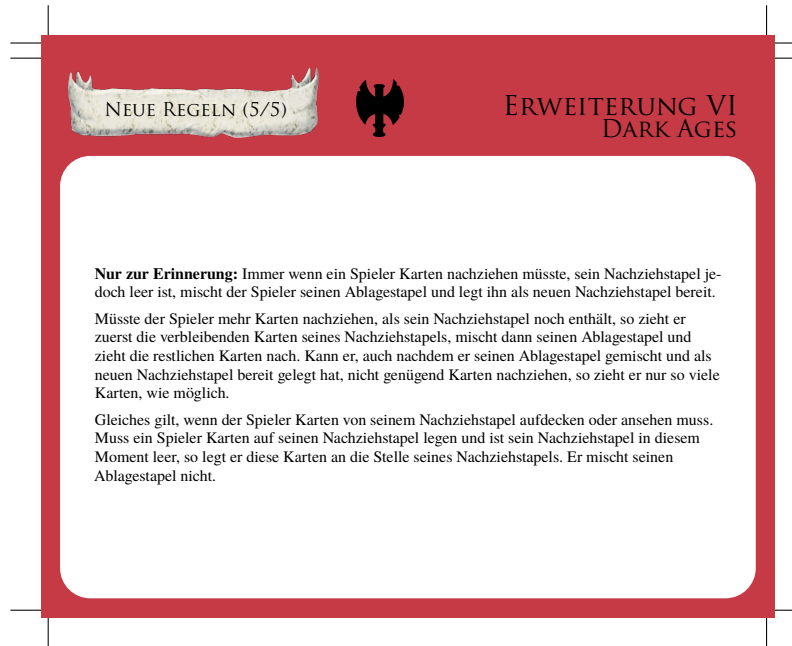 Neue Regeln (5/5)
Erweiterung VI
Dark Ages
Nur zur Erinnerung: Immer wenn ein Spieler Karten nachziehen müsste, sein Nachziehstapel je-
doch leer ist, mischt der Spieler seinen Ablagestapel und legt ihn als neuen Nachziehstapel bereit.
Müsste der Spieler mehr Karten nachziehen, als sein Nachziehstapel noch enthält, so zieht er
zuerst die verbleibenden Karten seines Nachziehstapels, mischt dann seinen Ablagestapel und
zieht die restlichen Karten nach. Kann er, auch nachdem er seinen Ablagestapel gemischt und als
neuen Nachziehstapel bereit gelegt hat, nicht genügend Karten nachziehen, so zieht er nur so viele
Karten, wie möglich.
Gleiches gilt, wenn der Spieler Karten von seinem Nachziehstapel aufdecken oder ansehen muss.
Muss ein Spieler Karten auf seinen Nachziehstapel legen und ist sein Nachziehstapel in diesem
Moment leer, so legt er diese Karten an die Stelle seines Nachziehstapels. Er mischt seinen
Ablagestapel nicht.